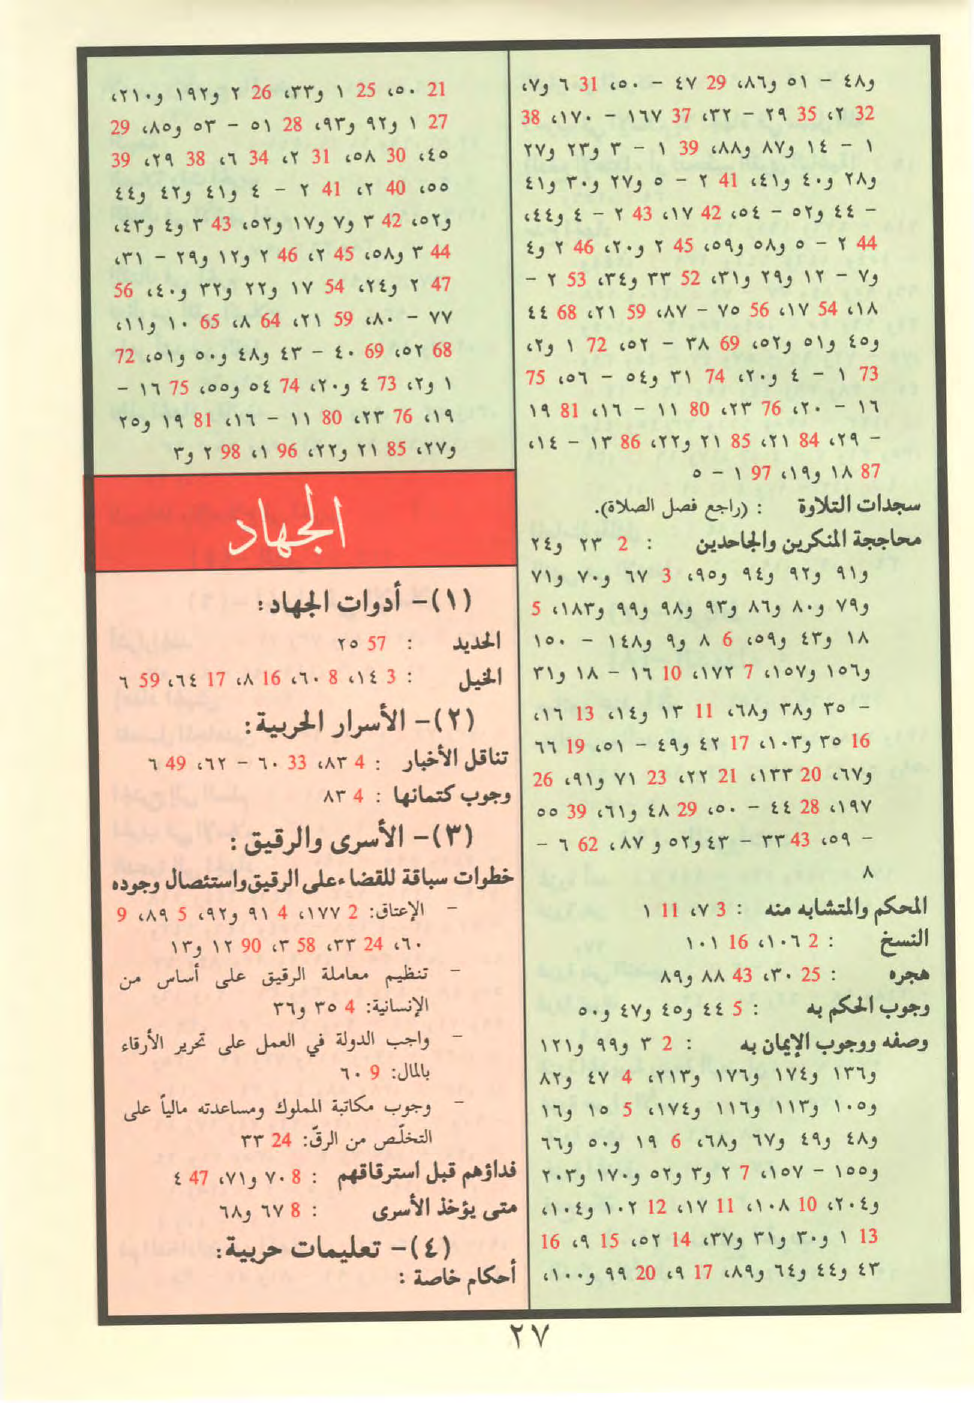 و٤٨ – ٥١ و٨٦، 29 ٤٧ – ٥٠، 31 ٦ و٧،
32 ٢، 35 ٢٩ – ٣٢، 37 ١٦٧ – ١٧٠، 38
١ – ١٤ و٨٧ و٨٨، 39 ١ – ٣ و٢٣ و٢٧
و٢٨ و٤٠ و٤١، 41 ٢ – ٥ و٢٧ و٣٠ و٤١
– ٤٤ و٥٢ – ٥٤، 42 ١٧، 43 ٢ – ٤ و٤٤،
44 ٢ – ٥ و٥٨ و٥٩، 45 ٢ و٢٠، 46 ٢ و٤
و٧ – ١٢ و٢٩ و٣١، 52 ٣٣ و٣٤، 53 ٢ –
١٨، 54 ١٧، 56 ٧٥ – ٨٧، 59 ٢١، 68 ٤٤
و٤٥ و٥١ و٥٢، 69 ٣٨ – ٥٢، 72 ١ و٢،
73 ١ – ٤ و٢٠، 74 ٣١ و٥٤ – ٥٦، 75
١٦ – ٢٠، 76 ٢٣، 80 ١١ – ١٦، 81 ١٩
– ٢٩، 84 ٢١، 85 ٢١ و٢٢، 86 ١٣ – ١٤،
87 ١٨ و١٩، 97 ١ – ٥
سجدات التلاوة : (راجع فصل الصلاة).
محاججة المنكرين والجاحدين : 2 ٢٣ و٢٤
و٩١ و٩٢ و٩٤ و٩٥، 3 ٦٧ و٧٠ و٧١
و٧٩ و٨٠ و٨٦ و٩٣ و٩٨ و٩٩ و١٨٣، 5
١٨ و٤٣ و٥٩، 6 ٨ و٩ و١٤٨ – ١٥٠
و١٥٦ و١٥٧، 7 ١٧٢، 10 ١٦ – ١٨ و٣١
– ٣٥ و٣٨ و٦٨، 11 ١٣ و١٤، 13 ١٦،
16 ٣٥ و١٠٣، 17 ٤٢ و٤٩ – ٥١، 19 ٦٦
و٦٧، 20 ١٣٣، 21 ٢٢، 23 ٧١ و٩١، 26
١٩٧، 28 ٤٤ – ٥٠، 29 ٤٨ و٦١، 39 ٥٥
– ٥٩، 43 ٣٣ – ٤٣ و٥٢ و ٨٧، 62 ٦ –
٨
المحكم والمتشابه منه : 3 ٧، 11 ١
النسخ : 2 ١٠٦، 16 ١٠١
هجره : 25 ٣٠، 43 ٨٨ و٨٩
وجوب الحكم به : 5 ٤٤ و٤٥ و٤٧ و٥٠
وصفه ووجوب الإيمان به : 2 ٣ و٩٩ و١٢١
و١٣٦ و١٧٤ و١٧٦ و٢١٣، 4 ٤٧ و٨٢
و١٠٥ و١١٣ و١١٦ و١٧٤، 5 ١٥ و١٦
و٤٨ و٤٩ و٦٧ و٦٨، 6 ١٩ و٥٠ و٦٦
و١٥٥ – ١٥٧، 7 ٢ و٣ و٥٢ و١٧٠ و٢٠٣
و٢٠٤، 10 ١٠٨، 11 ١٧، 12 ١٠٢ و١٠٤،
13 ١ و٣٠ و٣١ و٣٧، 14 ٥٢، 15 ٩، 16
٤٣ و٤٤ و٦٤ و٨٩، 17 ٩، 20 ٩٩ و١٠٠،
21 ٥٠، 25 ١ و٣٣، 26 ٢ و١٩٢ و٢١٠،
27 ١ و٩٢ و٩٣، 28 ٥١ – ٥٣ و٨٥، 29
٤٥، 30 ٥٨، 31 ٢، 34 ٦، 38 ٢٩، 39
٥٥، 40 ٢، 41 ٢ – ٤ و٤١ و٤٢ و٤٤
و٥٢، 42 ٣ و٧ و١٧ و٥٢، 43 ٣ و٤ و٤٣،
44 ٣ و٥٨، 45 ٢، 46 ٢ و١٢ و٢٩ – ٣١،
47 ٢ و٢٤، 54 ١٧ و٢٢ و٣٢ و٤٠، 56
٧٧ – ٨٠، 59 ٢١، 64 ٨، 65 ١٠ و١١،
68 ٥٢، 69 ٤٠ – ٤٣ و٤٨ و٥٠ و٥١، 72
١ و٢، 73 ٤ و٢٠، 74 ٥٤ و٥٥، 75 ١٦ –
١٩، 76 ٢٣، 80 ١١ – ١٦، 81 ١٩ و٢٥
و٢٧، 85 ٢١ و٢٢، 96 ١، 98 ٢ و٣
الجهاد
(١)– أدوات الجهاد:
الحديد : 57 ٢٥
الخيل : 3 ١٤، 8 ٦٠، 16 ٨، 17 ٦٤، 59 ٦
(٢)– الأسرار الحربية:
تناقل الأخبار : 4 ٨٣، 33 ٦٠ – ٦٢، 49 ٦
وجوب كتمانها : 4 ٨٣
(٣)– الأسرى والرقيق:
خطوات سباقة للقضاء على الرقيق واستئصال وجوده
– الإعتاق: 2 ١٧٧، 4 ٩١ و٩٢، 5 ٨٩، 9
٦٠، 24 ٣٣، 58 ٣، 90 ١٢ و١٣
– تنظيم معاملة الرقيق على أساس من
الإنسانية: 4 ٣٥ و٣٦
– واجب الدولة في العمل على تحرير الأرقاء
بالمال: 9 ٦٠
– وجوب مكاتبة المملوك ومساعدته مالياً على
التخلّص من الرقّ: 24 ٣٣
فداؤهم قبل استرقاقهم : 8 ٧٠ و٧١، 47 ٤
متى يؤخذ الأسرى : 8 ٦٧ و٦٨
(٤)– تعليمات حربية:
أحكام خاصة :
٢٧